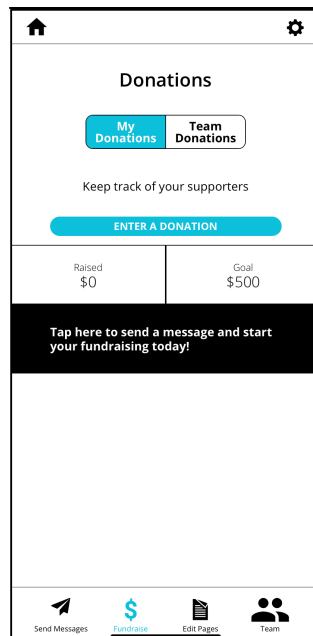 Donations
My
Donations
Team
Donations
Keep track of your supporters
ENTER A DONATION
Raised
$0
Goal
$500
Tap here to send a message and start
your fundraising today!
$
Send Messages
Fundraise
Edit Pages
Team